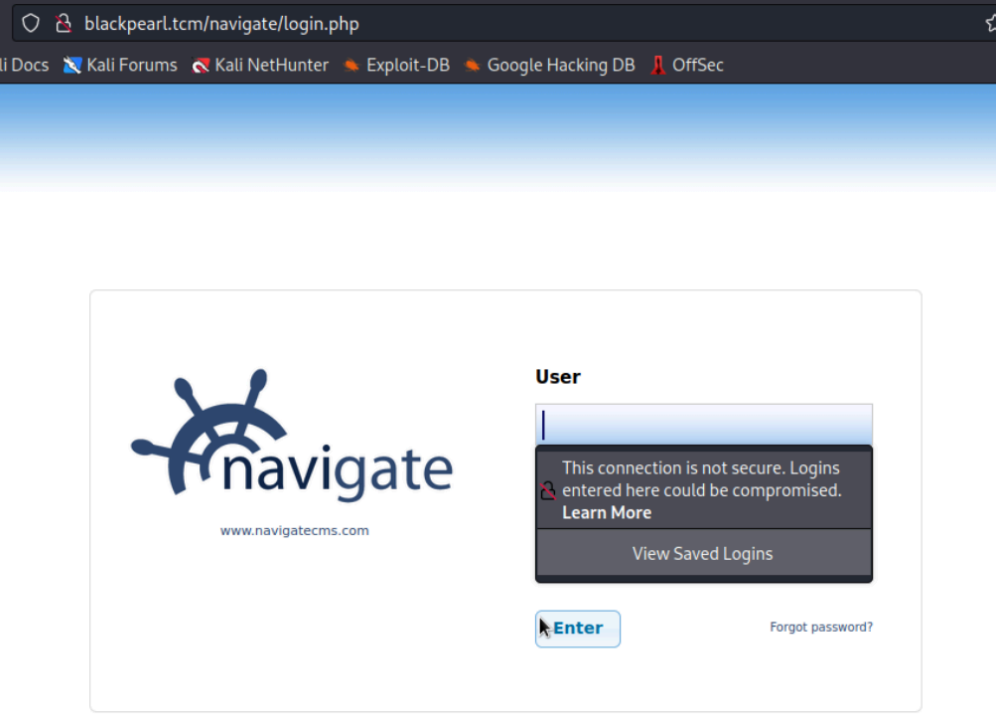 blackpearl.tcm/navigate/login.php
li Docs Kali Forums Kali NetHunter Exploit-DB Google Hacking DB OffSec
User
navigate
www.navigatecms.com
This connection is not secure. Logins
entered here could be compromised.
Learn More
View Saved Logins
Enter
Forgot password?